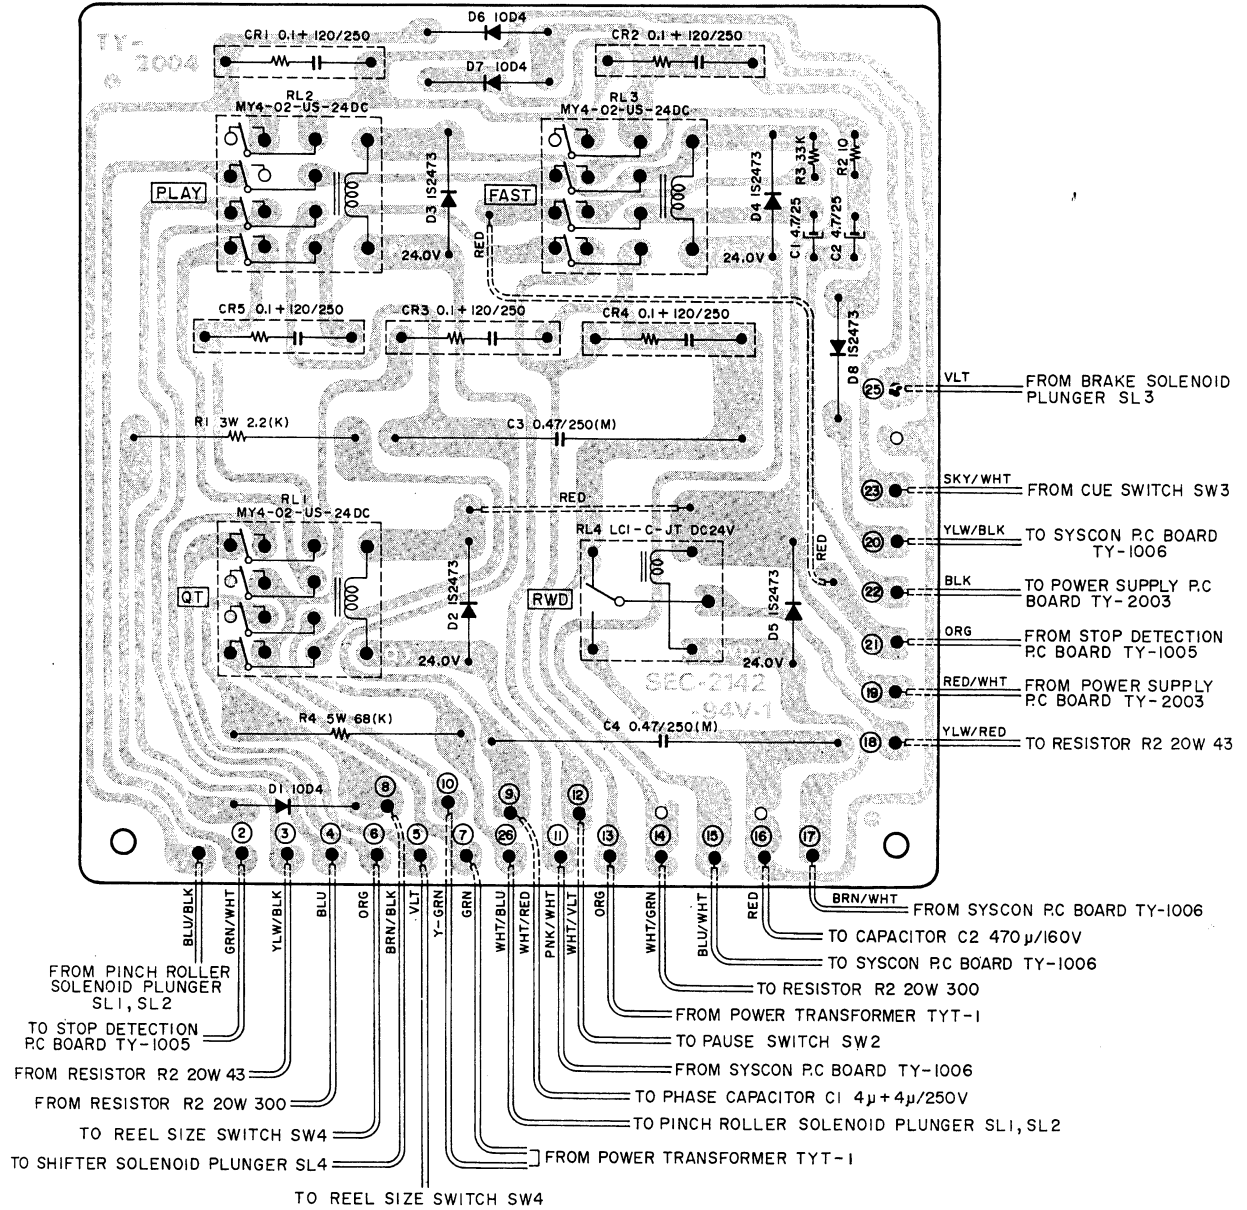 TY-
2004
D6 10D4
CR1 0.1+120/250
CR2 0.1+120/250
D7 10D4
RL2
MY4-02-US-24DC
RL3
MY4-02-US-24DC
PLAY
D3 1S2473
24.0V
FAST
RED
D4 1S2473
24.0V
R3 33K
R2 10
C1 4.7/25
C2 4.7/25
CR5 0.1+120/250
CR3 0.1+120/250
CR4 0.1+120/250
D8 1S2473
25
VLT
FROM BRAKE SOLENOID
PLUNGER SL3
R1 3W 2.2(K)
C3 0.47/250(M)
23
SKY/WHT
FROM CUE SWITCH SW3
RL1
MY4-02-US-24DC
RED
RL4 LC1-C-JT DC24V
RED
20
YLW/BLK
TO SYSCON P.C BOARD
TY-1006
QT
D2 1S2473
24.0V
RWD
D5 1S2473
24.0V
22
BLK
TO POWER SUPPLY P.C
BOARD TY-2003
21
ORG
FROM STOP DETECTION
P.C BOARD TY-1005
SEC-2142
-94V-1
19
RED/WHT
FROM POWER SUPPLY
P.C BOARD TY-2003
R4 5W 68(K)
C4 0.47/250(M)
18
YLW/RED
TO RESISTOR R2 20W 43
D1 10D4
8
10
9
12
2
3
4
6
5
7
26
11
13
14
15
16
17
BLU/BLK
GRN/WHT
YLW/BLK
BLU
ORG
BRN/BLK
VLT
Y-GRN
GRN
WHT/BLU
WHT/RED
PNK/WHT
WHT/VLT
ORG
WHT/GRN
BLU/WHT
RED
BRN/WHT
FROM SYSCON P.C BOARD TY-1006
TO CAPACITOR C2 470μ/160V
TO SYSCON P.C BOARD TY-1006
TO RESISTOR R2 20W 300
FROM POWER TRANSFORMER TYT-1
TO PAUSE SWITCH SW2
FROM SYSCON P.C BOARD TY-1006
TO PHASE CAPACITOR C1 4μ+4μ/250V
TO PINCH ROLLER SOLENOID PLUNGER SL1, SL2
FROM POWER TRANSFORMER TYT-1
FROM PINCH ROLLER
SOLENOID PLUNGER
SL1, SL2
TO STOP DETECTION
P.C BOARD TY-1005
FROM RESISTOR R2 20W 43
FROM RESISTOR R2 20W 300
TO REEL SIZE SWITCH SW4
TO SHIFTER SOLENOID PLUNGER SL4
TO REEL SIZE SWITCH SW4